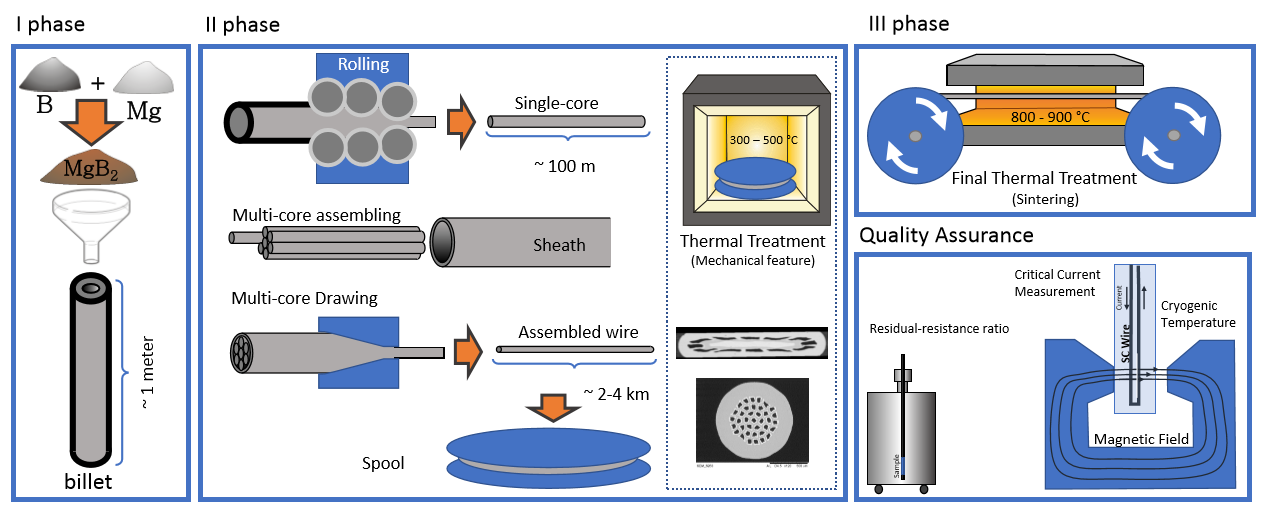 I phase
B + Mg
MgB2
~ 1 meter
billet
II phase
Rolling
Single-core
~ 100 m
Multi-core assembling
Sheath
Multi-core Drawing
Assembled wire
~ 2-4 km
Spool
300 – 500 °C
Thermal Treatment
(Mechanical feature)
III phase
800 - 900 °C
Final Thermal Treatment
(Sintering)
Quality Assurance
Residual-resistance ratio
Sample
Critical Current
Measurement
Current
SC Wire
Cryogenic
Temperature
Magnetic Field